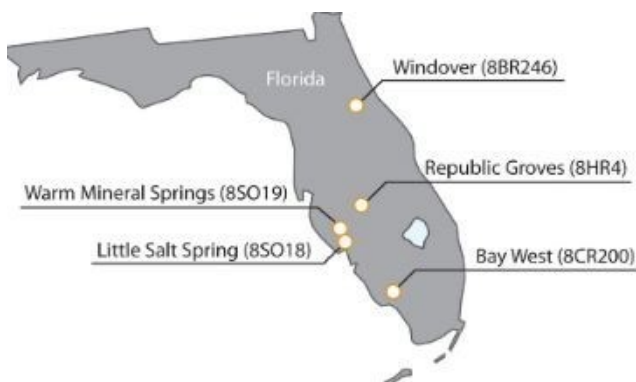 Florida
Windover (8BR246)
Republic Groves (8HR4)
Warm Mineral Springs (8SO19)
Little Salt Spring (8SO18)
Bay West (8CR200)